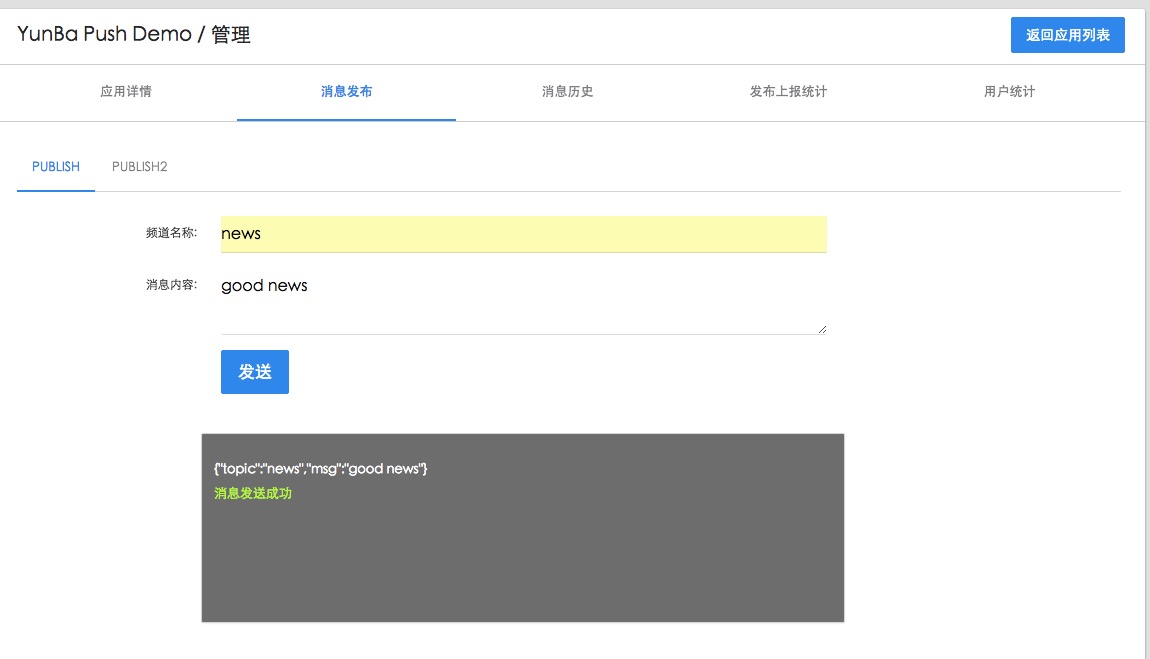 YunBa Push Demo / 管理
返回应用列表
应用详情
消息发布
消息历史
发布上报统计
用户统计
PUBLISH
PUBLISH2
频道名称:
news
消息内容:
good news
发送
{"topic":"news","msg":"good news"}
消息发送成功